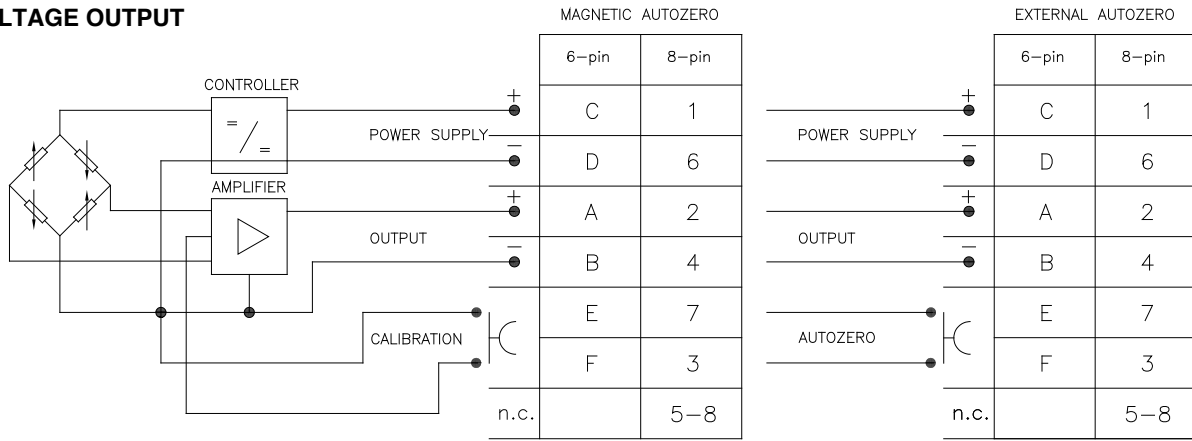 LTAGE OUTPUT
MAGNETIC AUTOZERO
EXTERNAL AUTOZERO
6-pin 8-pin
6-pin 8-pin
CONTROLLER
= / =
POWER SUPPLY
+
−
C 1
D 6
POWER SUPPLY
+
−
C 1
D 6
AMPLIFIER
OUTPUT
+
−
A 2
B 4
OUTPUT
+
−
A 2
B 4
CALIBRATION
E 7
F 3
AUTOZERO
E 7
F 3
n.c. 5-8
n.c. 5-8